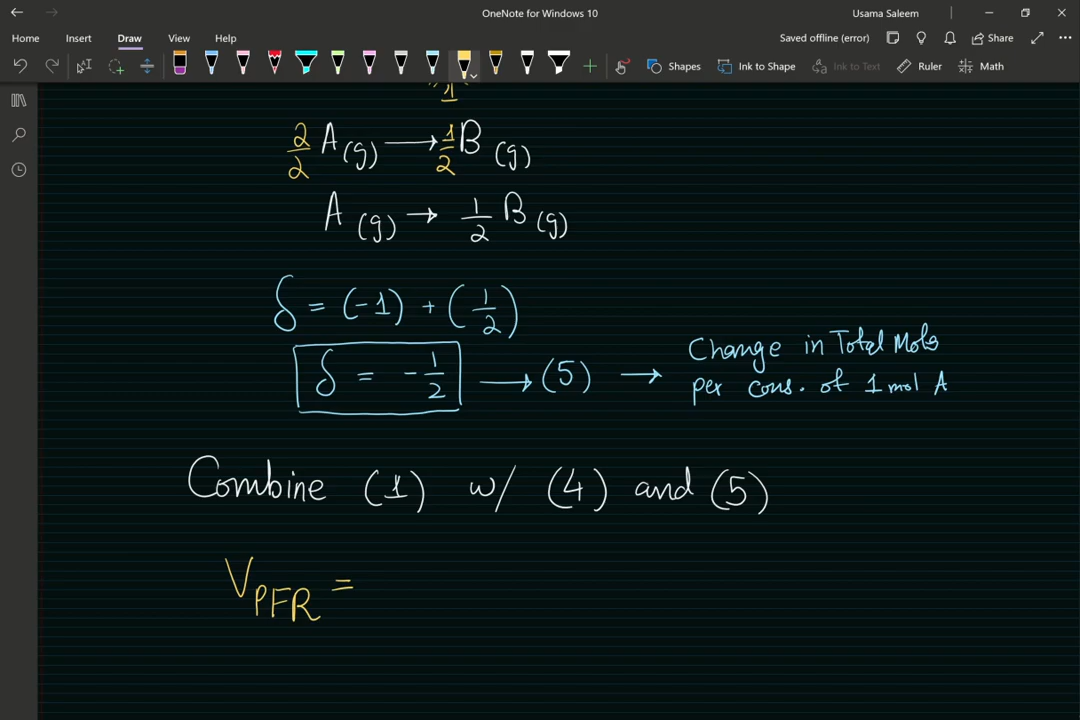 OneNote for Windows 10
Usama Saleem
Home Insert Draw View Help
Saved offline (error)
Share
Shapes
Ink to Shape
Ink to Text
Ruler
Math
2/2 A(g) → 1/2 B(g)
A(g) → 1/2 B(g)
δ = (-1) + (1/2)
δ = -1/2 → (5) →
Change in Total Mols
per cons. of 1 mol A
Combine (1) w/ (4) and (5)
V_PFR =